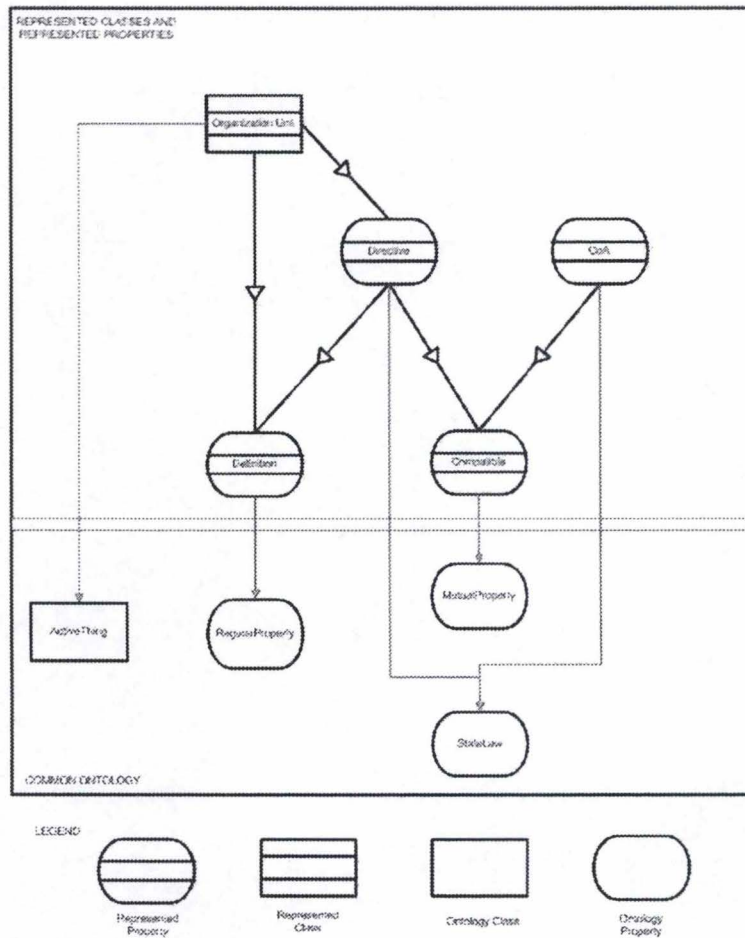 REPRESENTED CLASSES AND
REPRESENTED PROPERTIES
Organization Unit
Directive
CoA
Definition
Compatible
MutualProperty
ActiveThing
RegularProperty
StateLaw
COMMON ONTOLOGY
LEGEND
Represented
Property
Represented
Class
Ontology Class
Ontology
Property